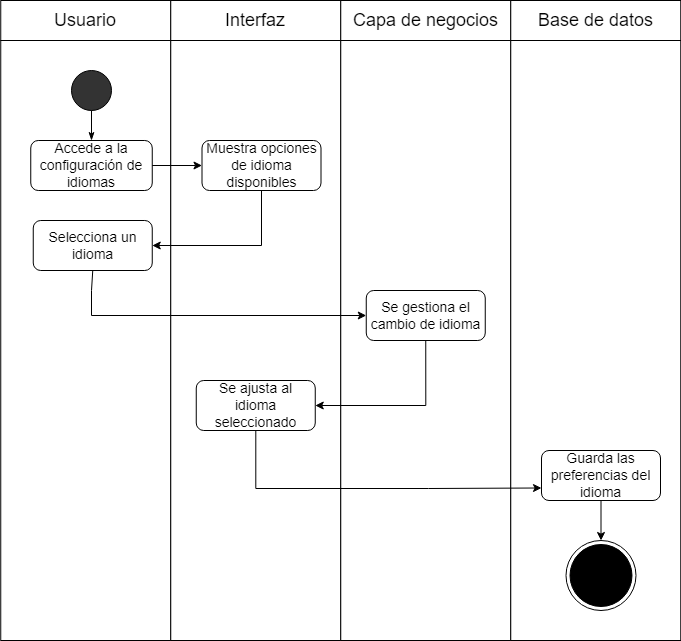 Usuario
Interfaz
Capa de negocios
Base de datos
Accede a la
configuración de
idiomas
Muestra opciones
de idioma
disponibles
Selecciona un
idioma
Se gestiona el
cambio de idioma
Se ajusta al
idioma
seleccionado
Guarda las
preferencias del
idioma